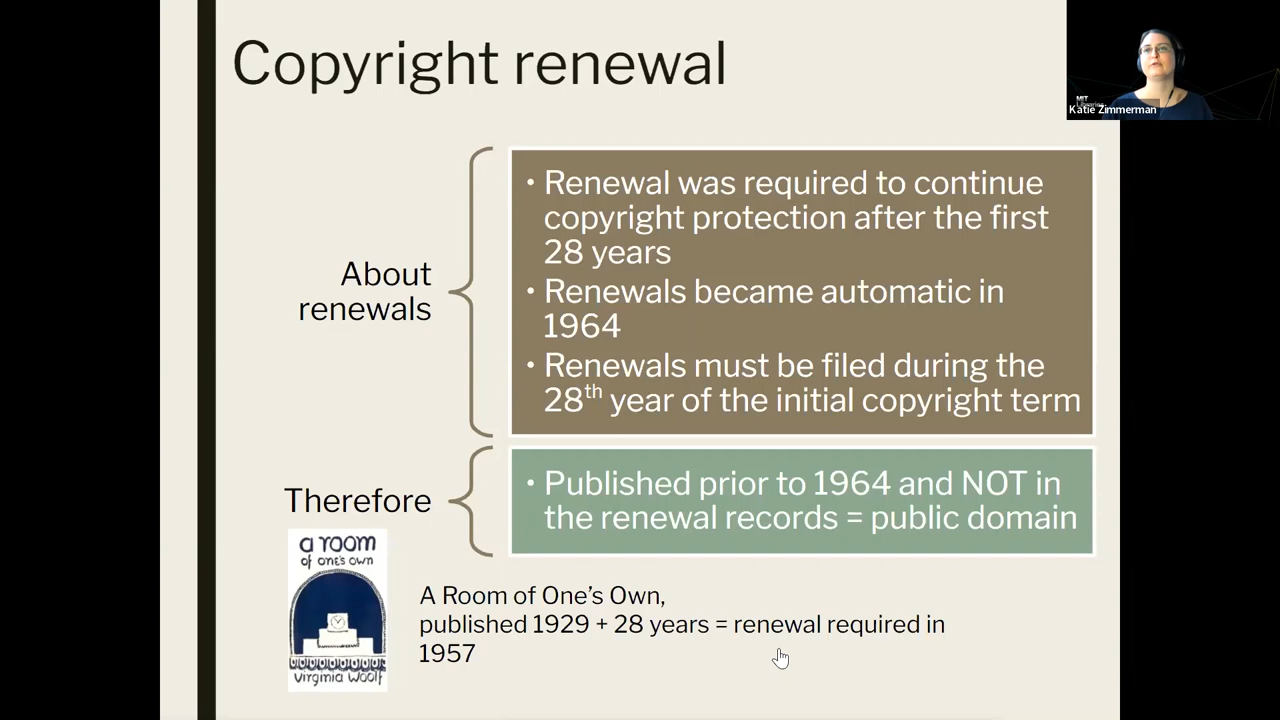 Copyright renewal
MIT
Libraries
Katie Zimmerman
About
renewals
• Renewal was required to continue
copyright protection after the first
28 years
• Renewals became automatic in
1964
• Renewals must be filed during the
28th year of the initial copyright term
Therefore
• Published prior to 1964 and NOT in
the renewal records = public domain
a room
of one's own
Virginia Woolf
A Room of One’s Own,
published 1929 + 28 years = renewal required in
1957